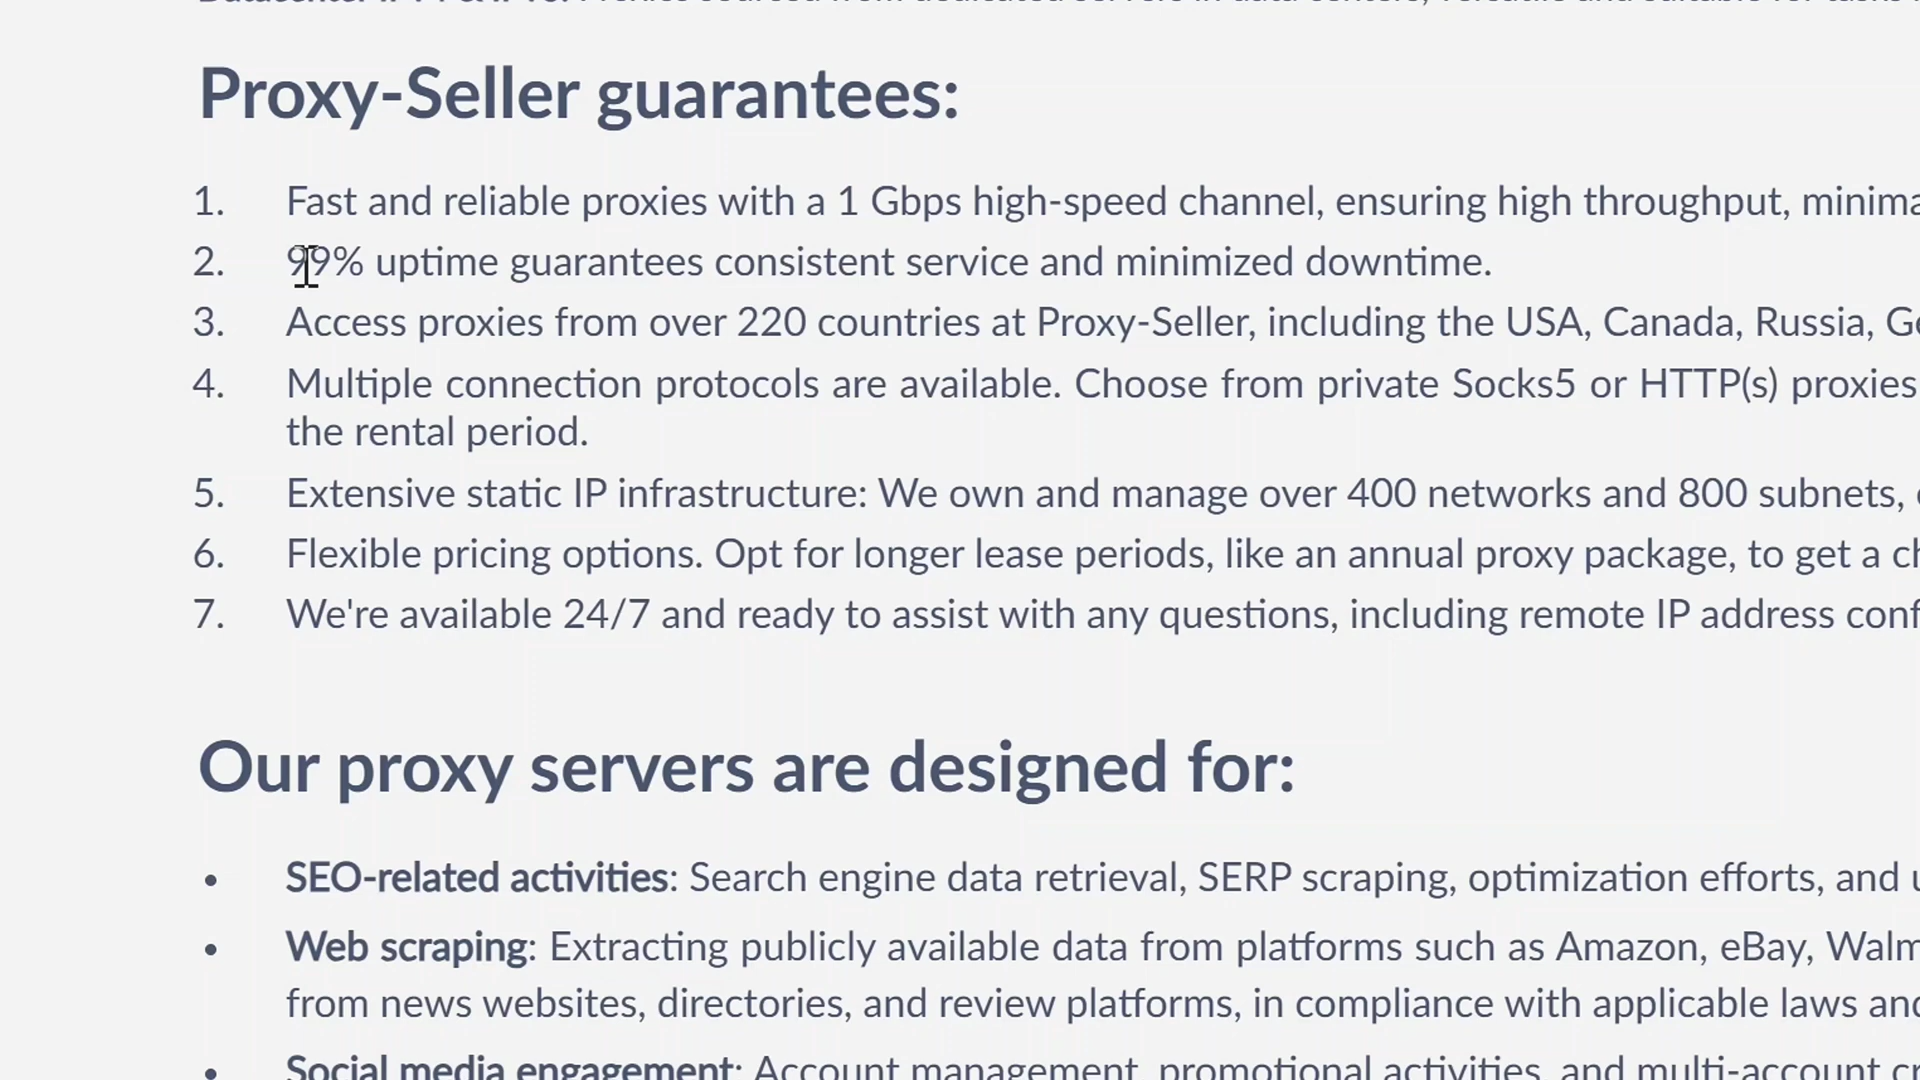 Proxy-Seller guarantees:
1. Fast and reliable proxies with a 1 Gbps high-speed channel, ensuring high throughput,
2. 99% uptime guarantees consistent service and minimized downtime.
3. Access proxies from over 220 countries at Proxy-Seller, including the USA, Canada, Russia,
4. Multiple connection protocols are available. Choose from private Socks5 or HTTP(s) proxies
the rental period.
5. Extensive static IP infrastructure: We own and manage over 400 networks and 800 subnets,
6. Flexible pricing options. Opt for longer lease periods, like an annual proxy package, to get a
7. We're available 24/7 and ready to assist with any questions, including remote IP address
Our proxy servers are designed for:
• SEO-related activities: Search engine data retrieval, SERP scraping, optimization efforts, and
• Web scraping: Extracting publicly available data from platforms such as Amazon, eBay,
from news websites, directories, and review platforms, in compliance with applicable laws
• Social media engagement: Account management, promotional activities, and multi-account